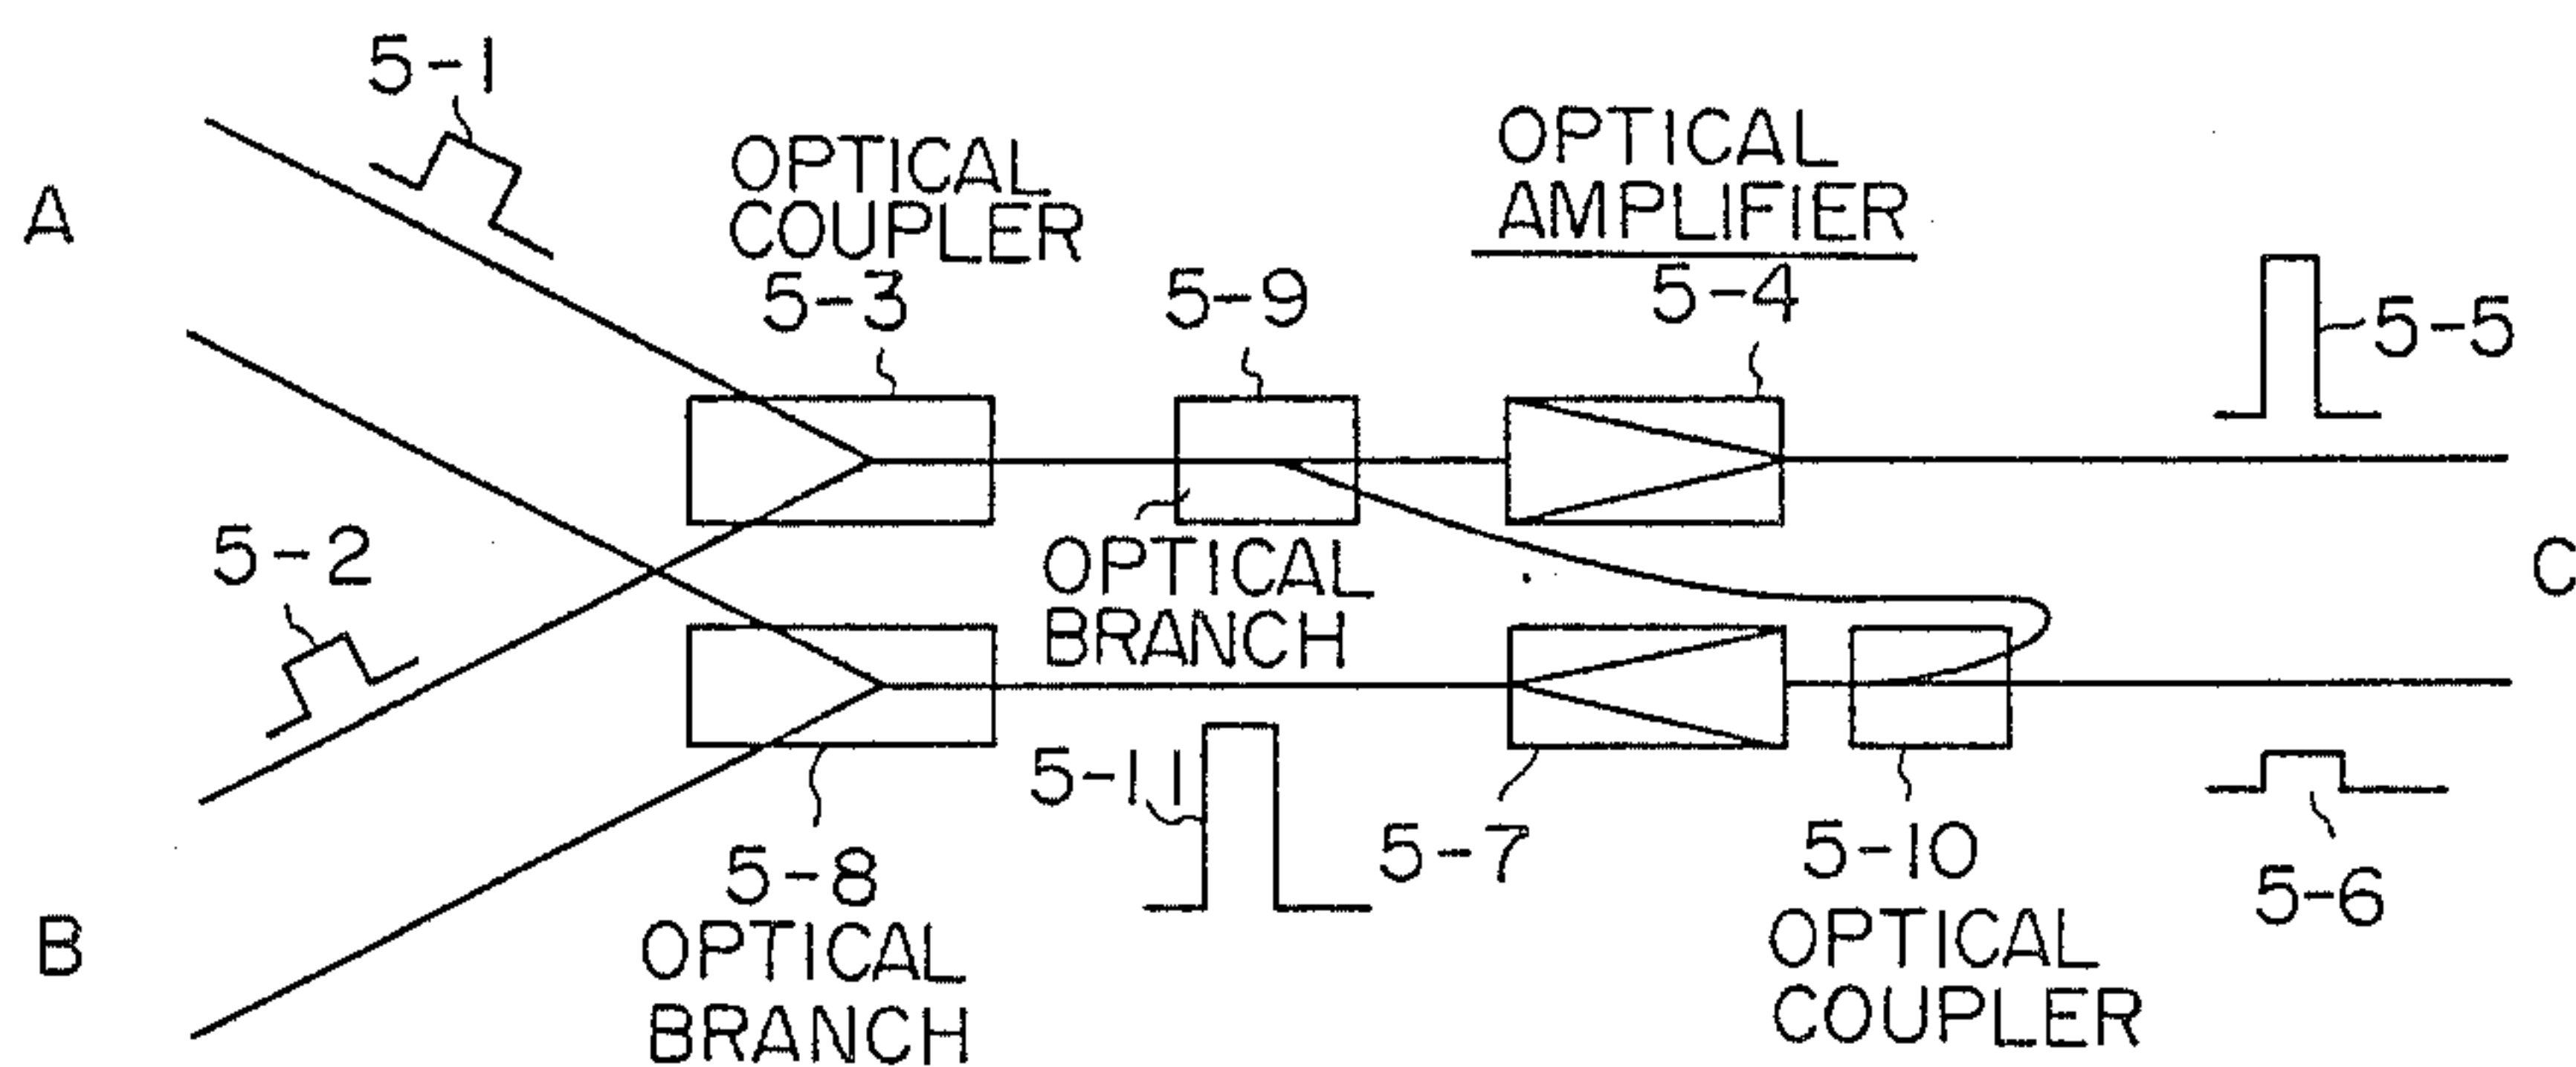 5-1
A
OPTICAL
COUPLER
5-3
5-9
OPTICAL
AMPLIFIER
5-4
5-5
5-2
OPTICAL
BRANCH
C
5-11
5-7
5-8
OPTICAL
BRANCH
5-10
OPTICAL
COUPLER
5-6
B